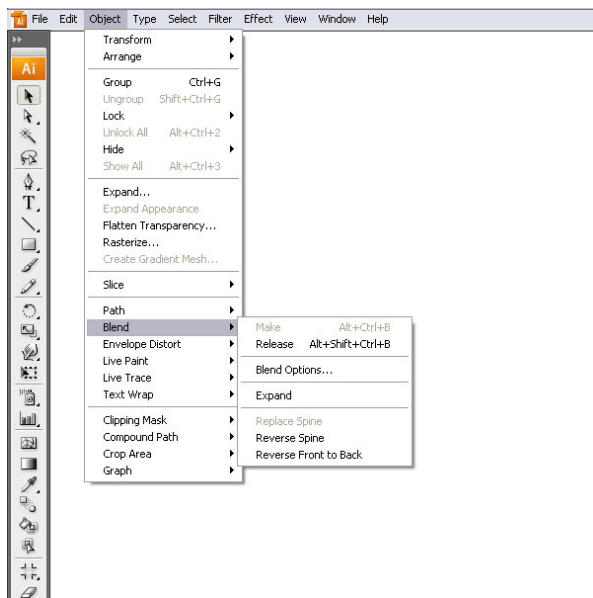 Ai File Edit Object Type Select Filter Effect View Window Help
Ai
Transform
Arrange
Group Ctrl+G
Ungroup Shift+Ctrl+G
Lock
Unlock All Alt+Ctrl+2
Hide
Show All Alt+Ctrl+3
Expand...
Expand Appearance
Flatten Transparency...
Rasterize...
Create Gradient Mesh...
Slice
Path
Blend
Envelope Distort
Live Paint
Live Trace
Text Wrap
Clipping Mask
Compound Path
Crop Area
Graph
Make Alt+Ctrl+B
Release Alt+Shift+Ctrl+B
Blend Options...
Expand
Replace Spine
Reverse Spine
Reverse Front to Back
T